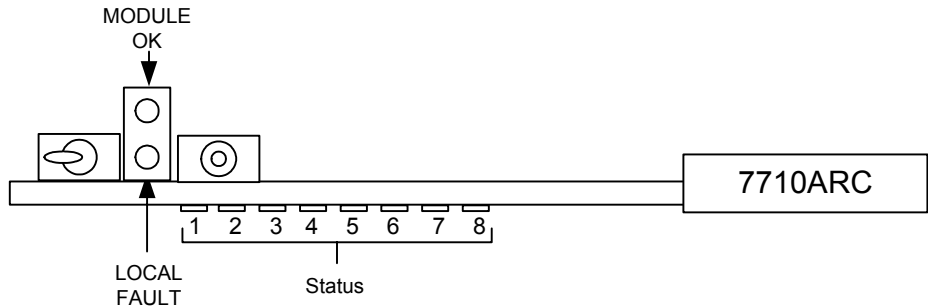 MODULE
OK
7710ARC
1 2 3 4 5 6 7 8
LOCAL
FAULT
Status